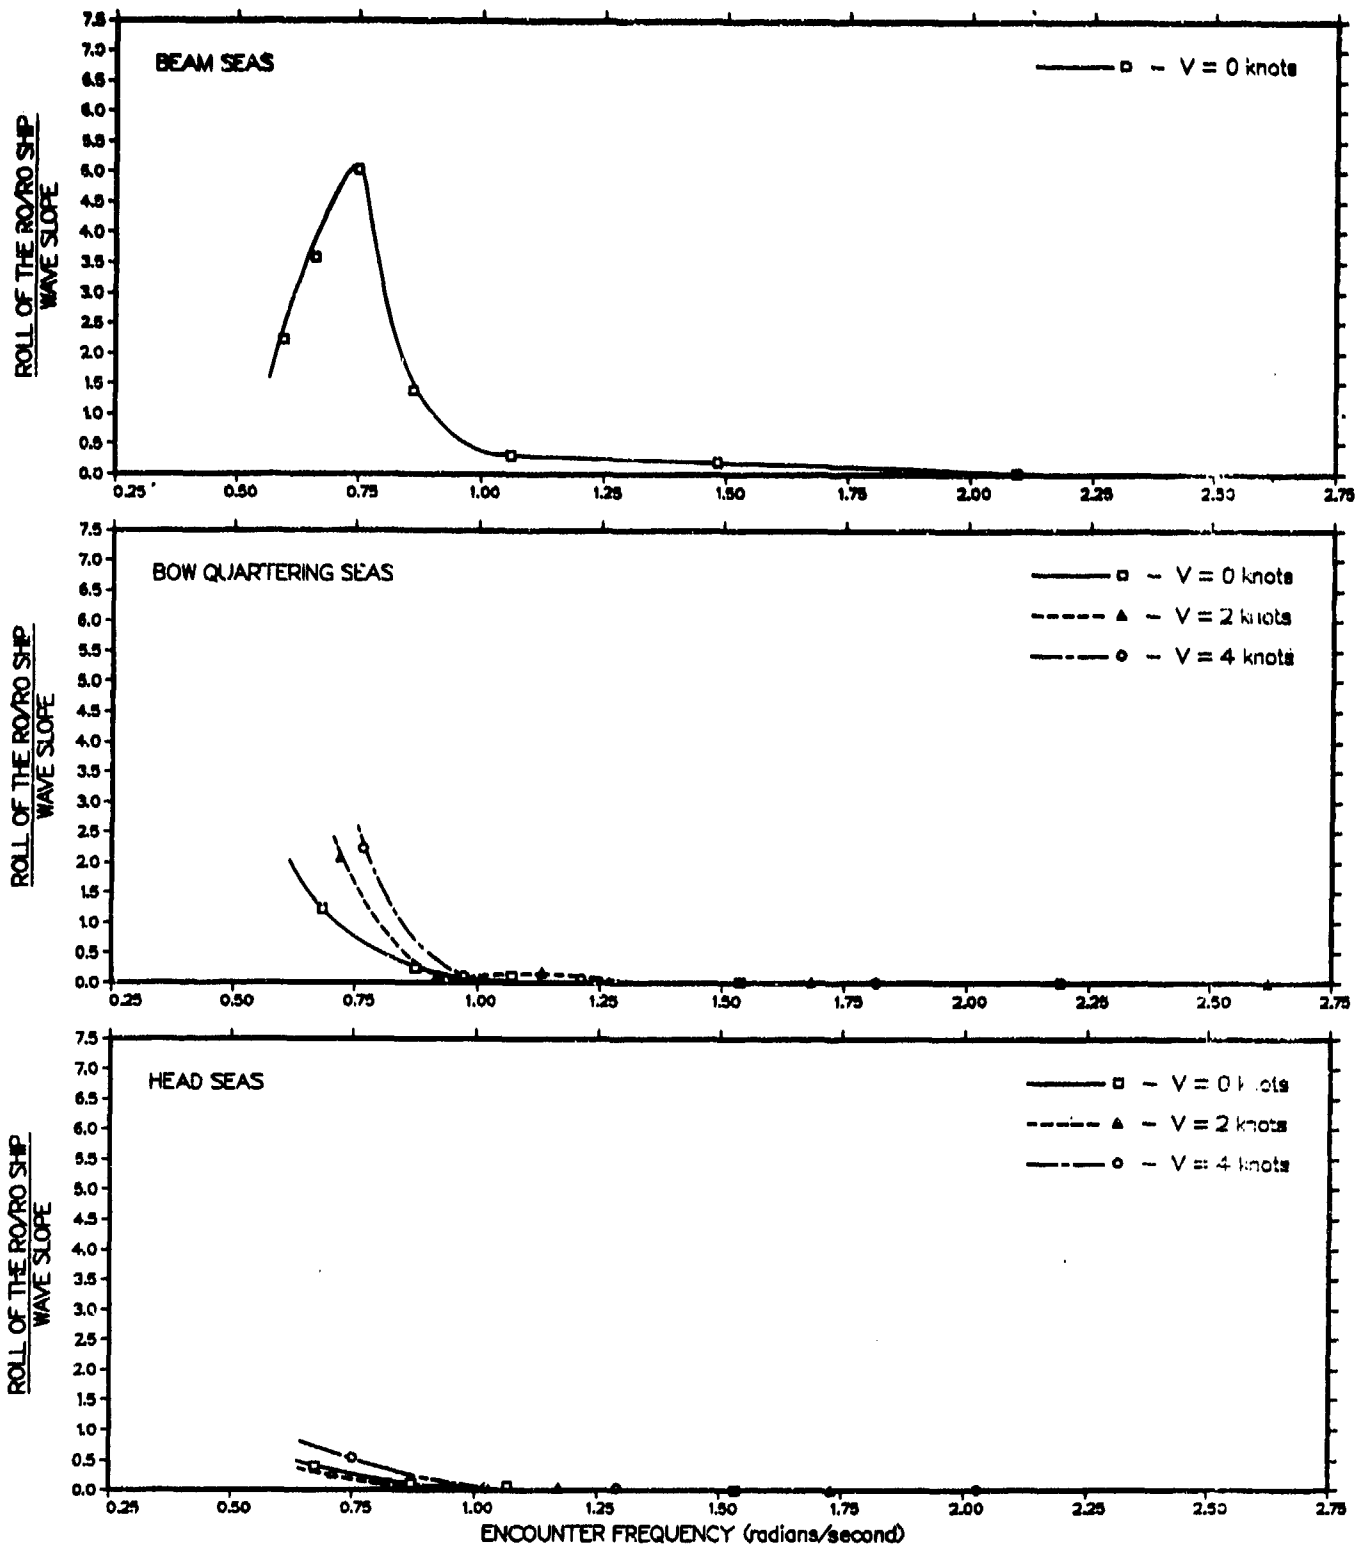 BEAM SEAS
□ - V = 0 knots
ROLL OF THE RO/RO SHIP
WAVE SLOPE
7.5
7.0
6.5
6.0
5.5
5.0
4.5
4.0
3.5
3.0
2.5
2.0
1.5
1.0
0.5
0.0
0.25 0.50 0.75 1.00 1.25 1.50 1.75 2.00 2.25 2.50 2.75
BOW QUARTERING SEAS
□ - V = 0 knots
▲ - V = 2 knots
○ - V = 4 knots
ROLL OF THE RO/RO SHIP
WAVE SLOPE
7.5
7.0
6.5
6.0
5.5
5.0
4.5
4.0
3.5
3.0
2.5
2.0
1.5
1.0
0.5
0.0
0.25 0.50 0.75 1.00 1.25 1.50 1.75 2.00 2.25 2.50 2.75
HEAD SEAS
□ - V = 0 knots
▲ - V = 2 knots
○ - V = 4 knots
ROLL OF THE RO/RO SHIP
WAVE SLOPE
7.5
7.0
6.5
6.0
5.5
5.0
4.5
4.0
3.5
3.0
2.5
2.0
1.5
1.0
0.5
0.0
0.25 0.50 0.75 1.00 1.25 1.50 1.75 2.00 2.25 2.50 2.75
ENCOUNTER FREQUENCY (radians/second)